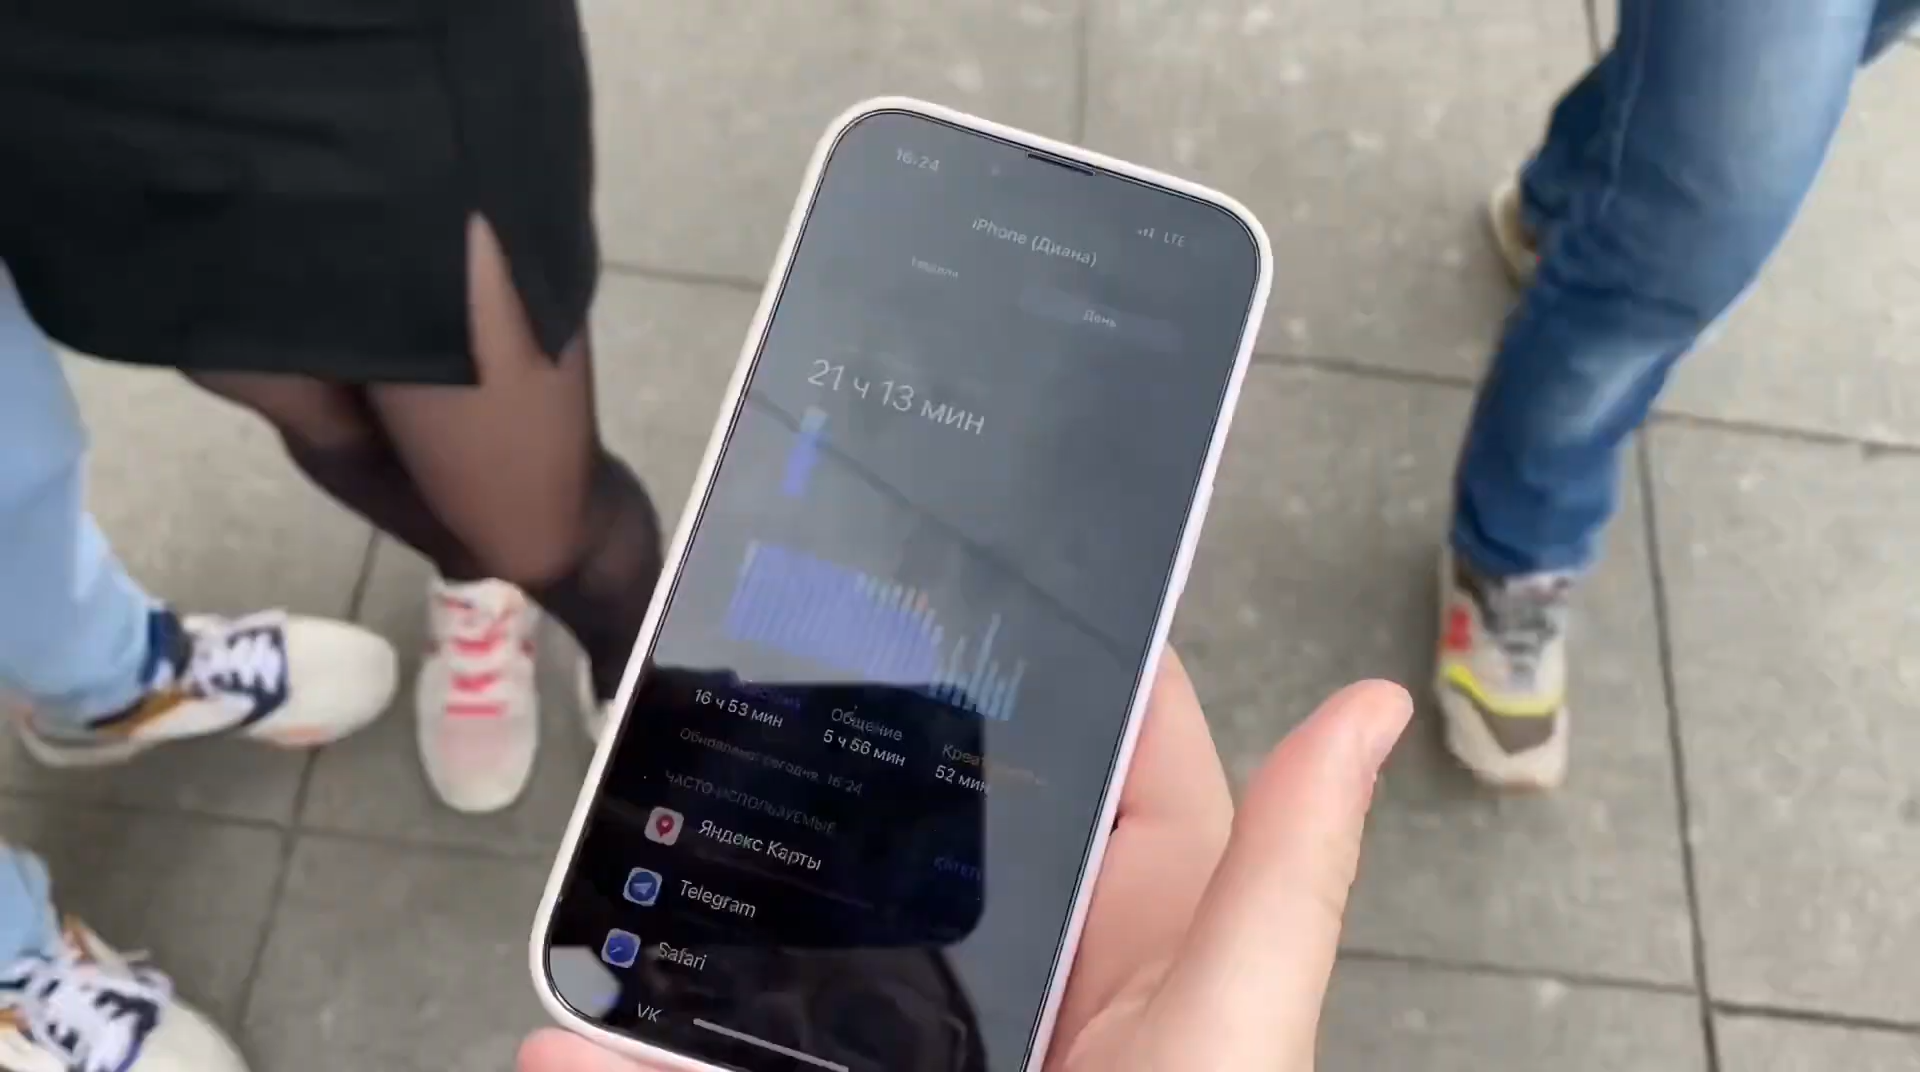 16:24
LTE
iPhone (Диана)
День
21 ч 13 мин
Общение
16 ч 53 мин
5 ч 56 мин
52 мин
Обновлено: сегодня, 16:24
ЧАСТО ИСПОЛЬЗУЕМЫЕ
Яндекс Карты
Telegram
Safari
VK